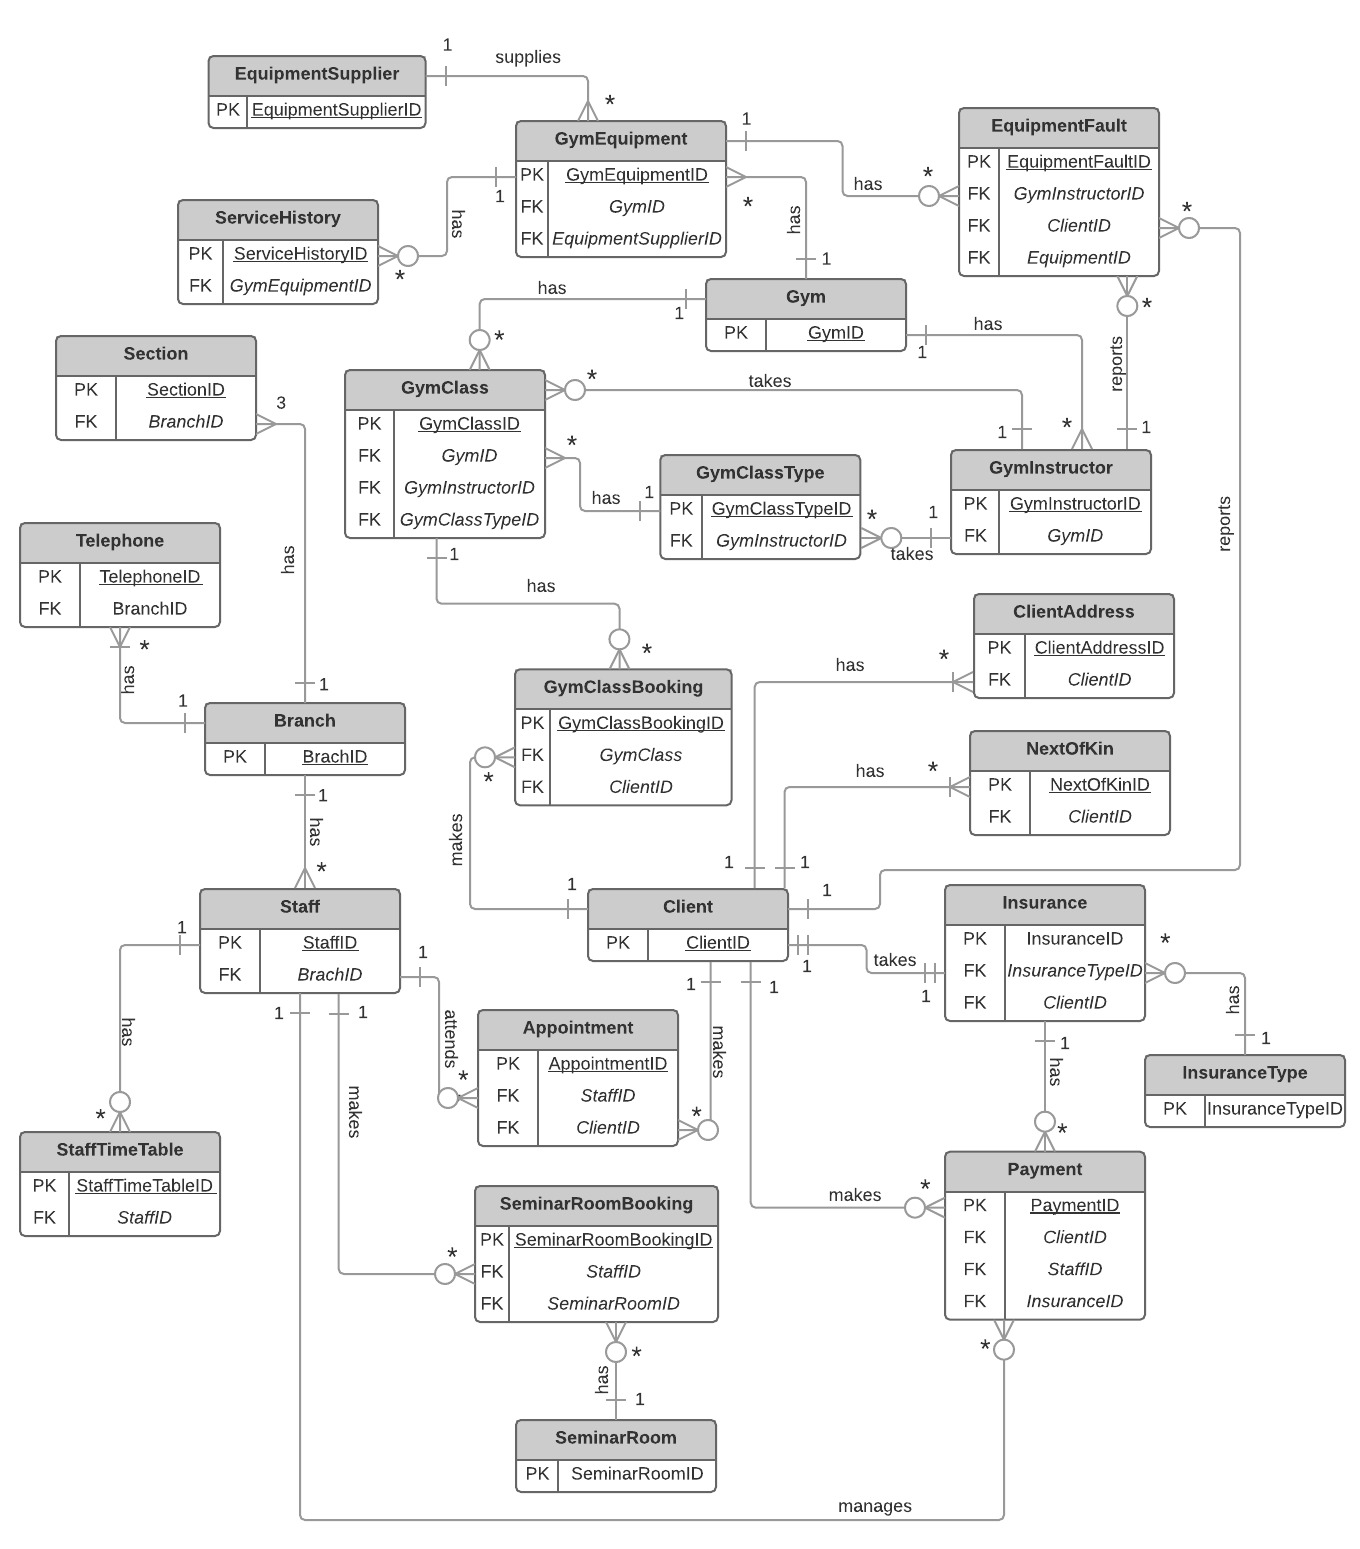 1
supplies
EquipmentSupplier
PK EquipmentSupplierID
*
GymEquipment
PK GymEquipmentID
FK GymID
FK EquipmentSupplierID
1
has
*
EquipmentFault
PK EquipmentFaultID
FK GymInstructorID
FK ClientID
FK EquipmentID
*
1
has
*
ServiceHistory
PK ServiceHistoryID
FK GymEquipmentID
*
has
1
Gym
PK GymID
has
1
*
has
1
*
*
reports
1
Section
PK SectionID
FK BranchID
3
has
1
GymClass
PK GymClassID
FK GymID
FK GymInstructorID
FK GymClassTypeID
*
takes
1
*
has
1
GymClassType
PK GymClassTypeID
FK GymInstructorID
*
takes
1
GymInstructor
PK GymInstructorID
FK GymID
reports
Telephone
PK TelephoneID
FK BranchID
*
has
1
1
has
*
ClientAddress
PK ClientAddressID
FK ClientID
has
*
GymClassBooking
PK GymClassBookingID
FK GymClass
FK ClientID
*
makes
1
Branch
PK BrachID
1
has
*
NextOfKin
PK NextOfKinID
FK ClientID
has
*
1
1
1
Staff
PK StaffID
FK BrachID
Client
PK ClientID
Insurance
PK InsuranceID
FK InsuranceTypeID
FK ClientID
*
has
1
InsuranceType
PK InsuranceTypeID
1
takes
1
1
has
*
1
attends
*
1
1
makes
Appointment
PK AppointmentID
FK StaffID
FK ClientID
1
makes
*
1
makes
*
1
has
*
StaffTimeTable
PK StaffTimeTableID
FK StaffID
Payment
PK PaymentID
FK ClientID
FK StaffID
FK InsuranceID
*
SeminarRoomBooking
PK SeminarRoomBookingID
FK StaffID
FK SeminarRoomID
*
*
has
1
SeminarRoom
PK SeminarRoomID
manages